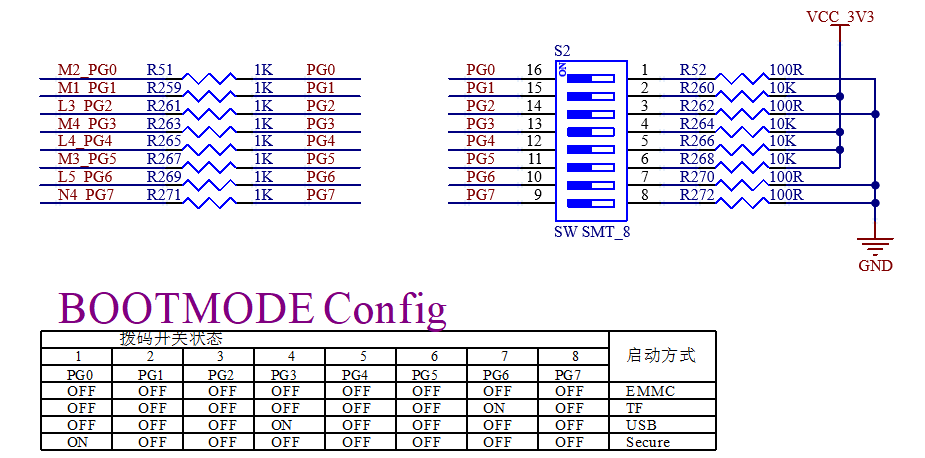 VCC_3V3
S2
M2_PG0 R51 1K PG0 PG0 16 ON 1 R52 100R
M1_PG1 R259 1K PG1 PG1 15 2 R260 10K
L3_PG2 R261 1K PG2 PG2 14 3 R262 100R
M4_PG3 R263 1K PG3 PG3 13 4 R264 10K
L4_PG4 R265 1K PG4 PG4 12 5 R266 10K
M3_PG5 R267 1K PG5 PG5 11 6 R268 10K
L5_PG6 R269 1K PG6 PG6 10 7 R270 100R
N4_PG7 R271 1K PG7 PG7 9 8 R272 100R
SW SMT_8
GND
BOOTMODE Config
拨码开关状态 启动方式
1 2 3 4 5 6 7 8
PG0 PG1 PG2 PG3 PG4 PG5 PG6 PG7
OFF OFF OFF OFF OFF OFF OFF OFF EMMC
OFF OFF OFF OFF OFF OFF ON OFF TF
OFF OFF OFF ON OFF OFF OFF OFF USB
ON OFF OFF OFF OFF OFF OFF OFF Secure